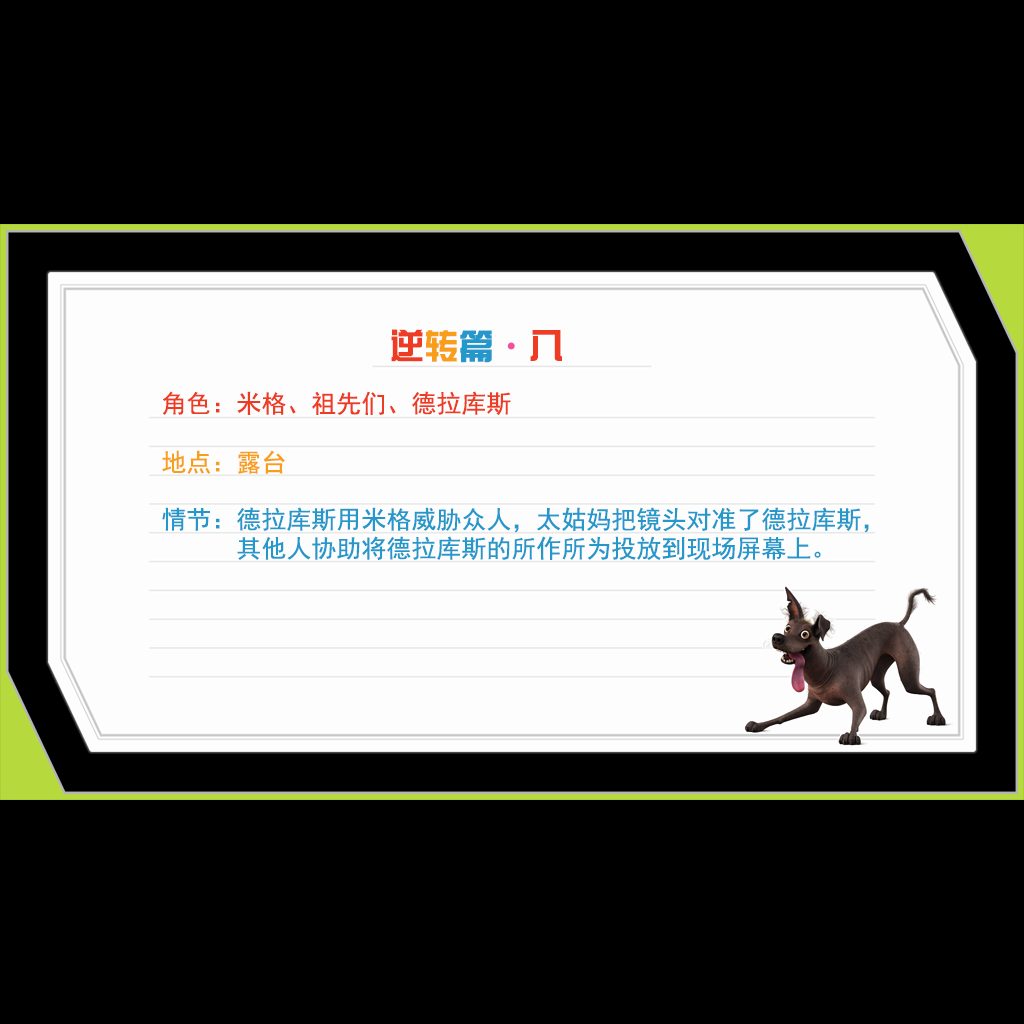 逆转篇·八
角色：米格、祖先们、德拉库斯
地点：露台
情节：德拉库斯用米格威胁众人，太姑妈把镜头对准了德拉库斯，
其他人协助将德拉库斯的所作所为投放到现场屏幕上。